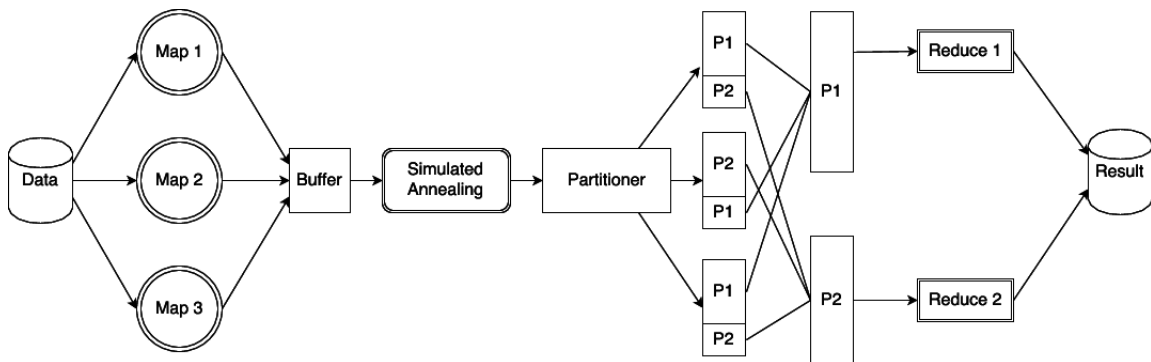 Data
Map 1
Map 2
Map 3
Buffer
Simulated
Annealing
Partitioner
P1
P2
P2
P1
P1
P2
P1
P2
Reduce 1
Reduce 2
Result